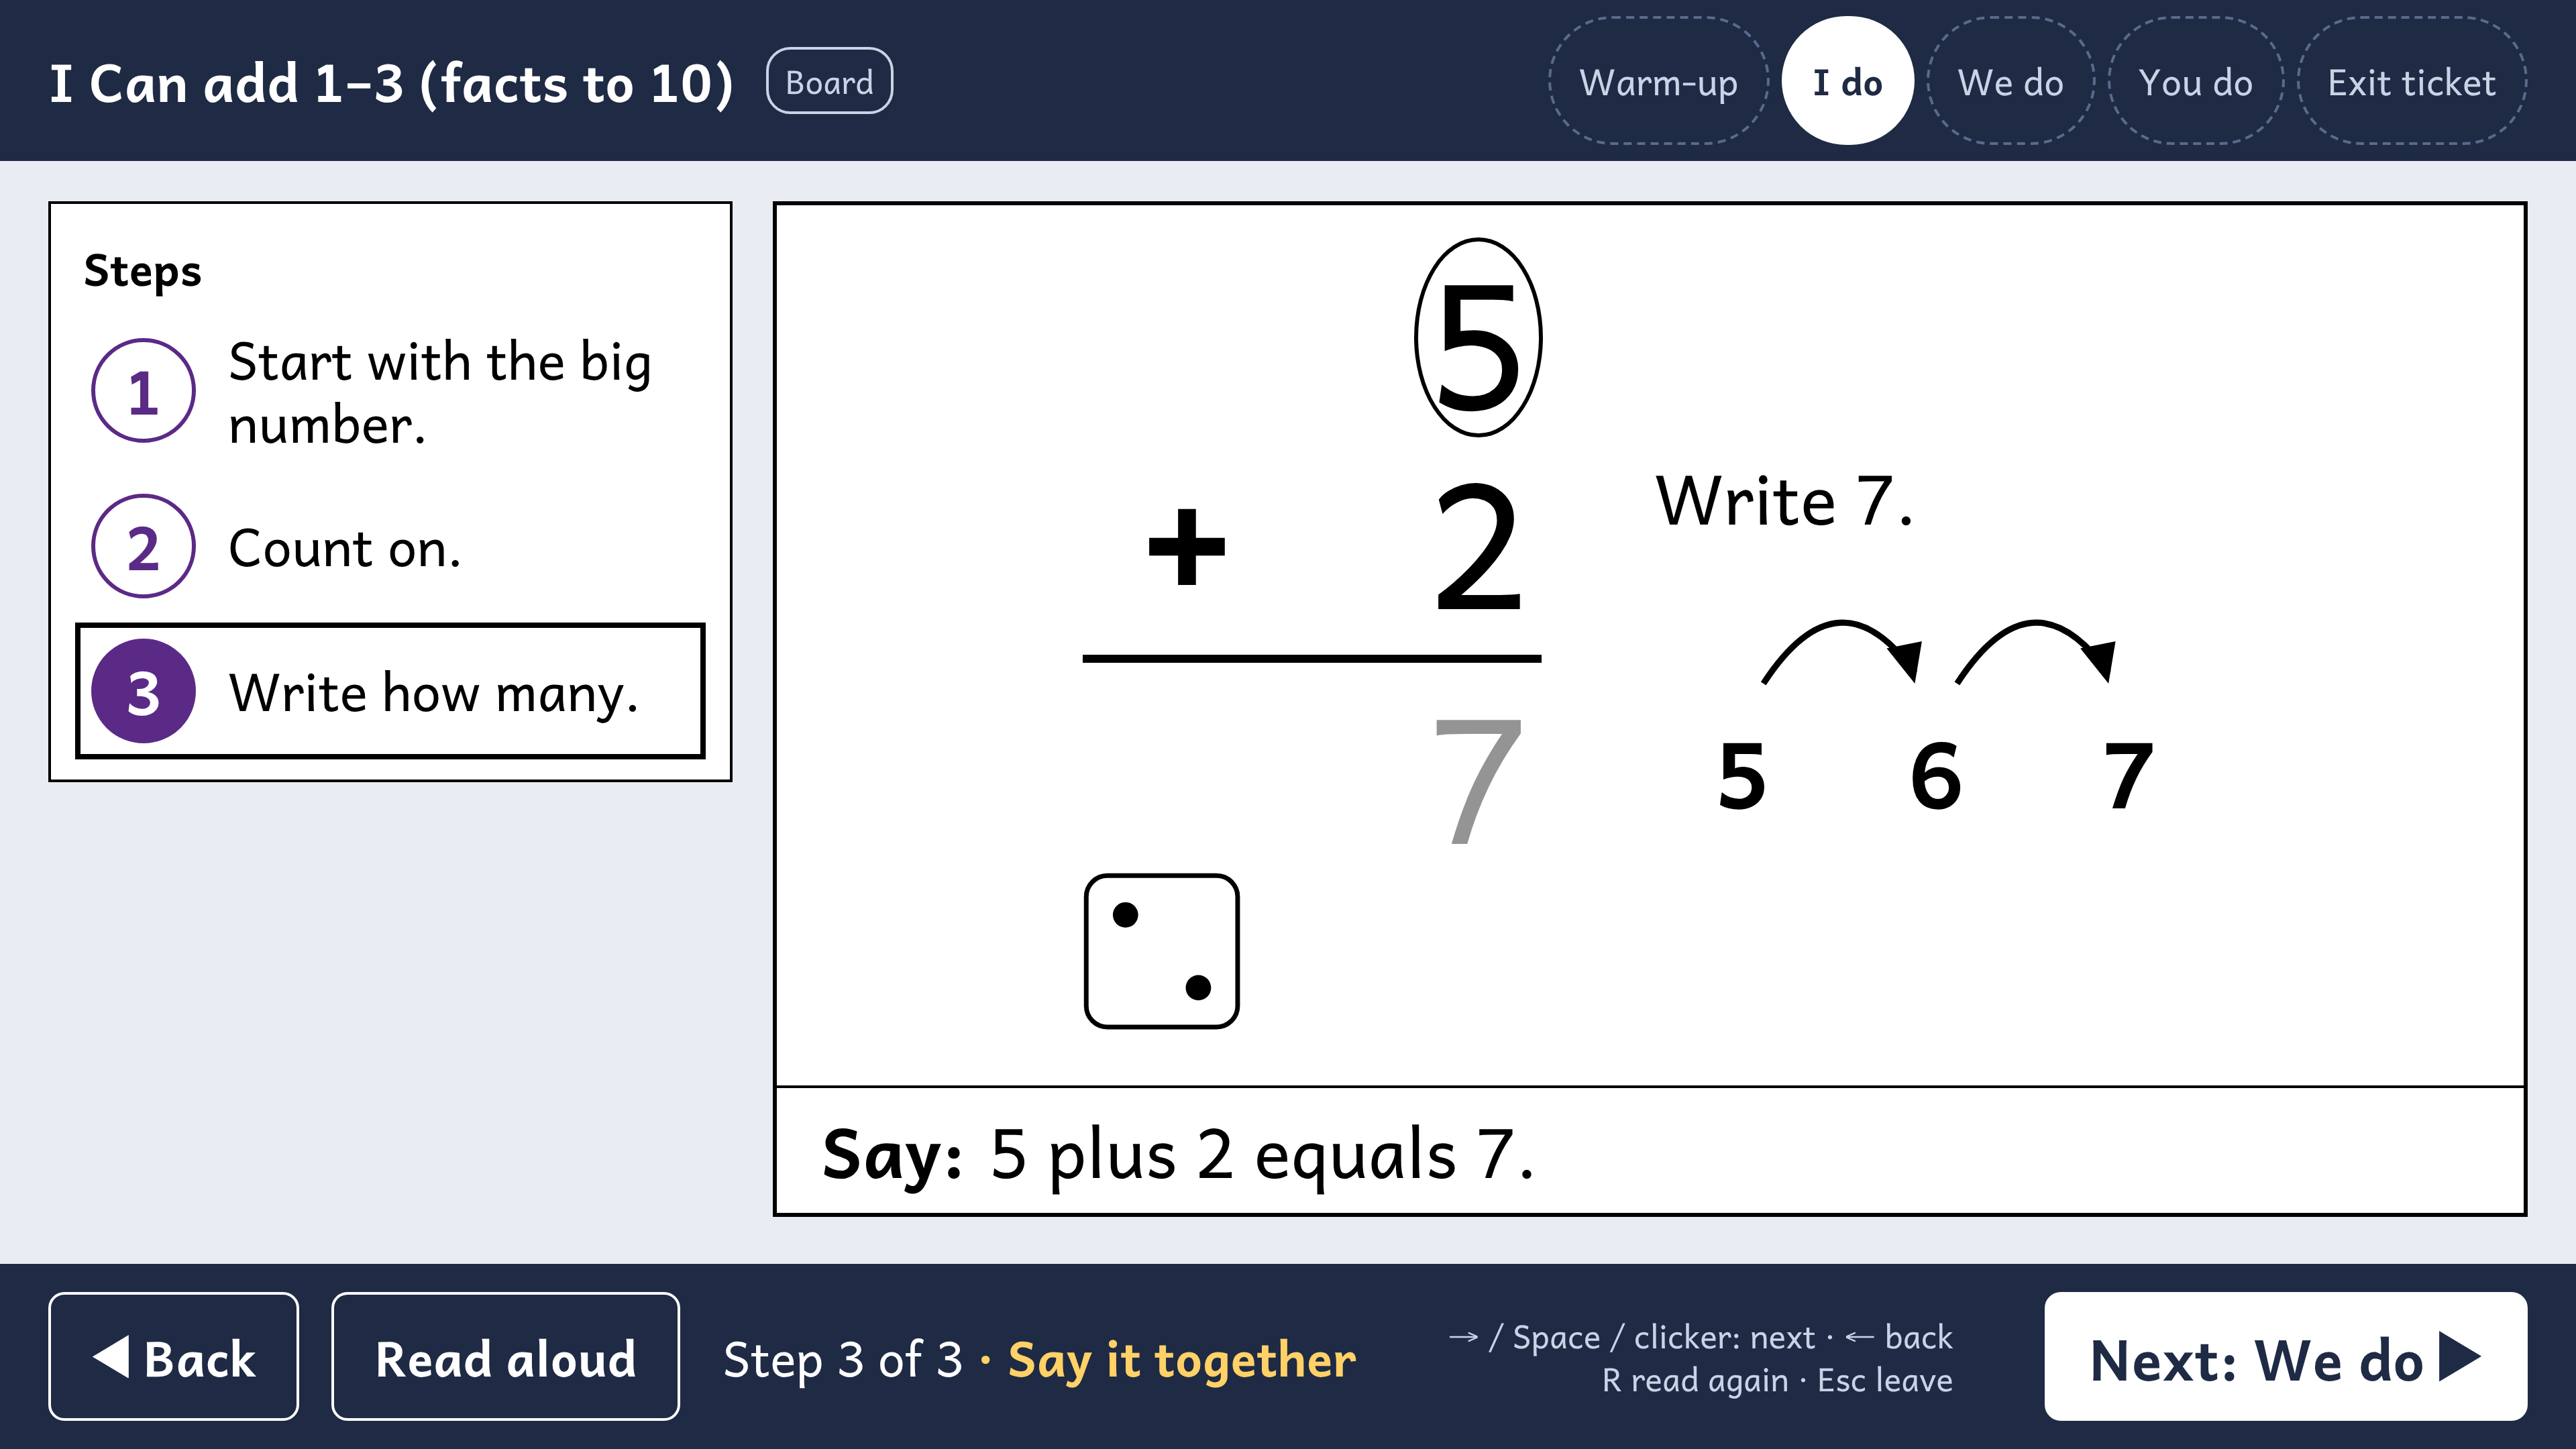 I Can add 1–3 (facts to 10)
Board
Warm-up
I do
We do
You do
Exit ticket
Steps
1
Start with the big
number.
2
Count on.
3
Write how many.
5
+ 2
7
Write 7.
5 6 7
Say: 5 plus 2 equals 7.
◀ Back
Read aloud
Step 3 of 3 · Say it together
→ / Space / clicker: next · ← back
R read again · Esc leave
Next: We do ▶